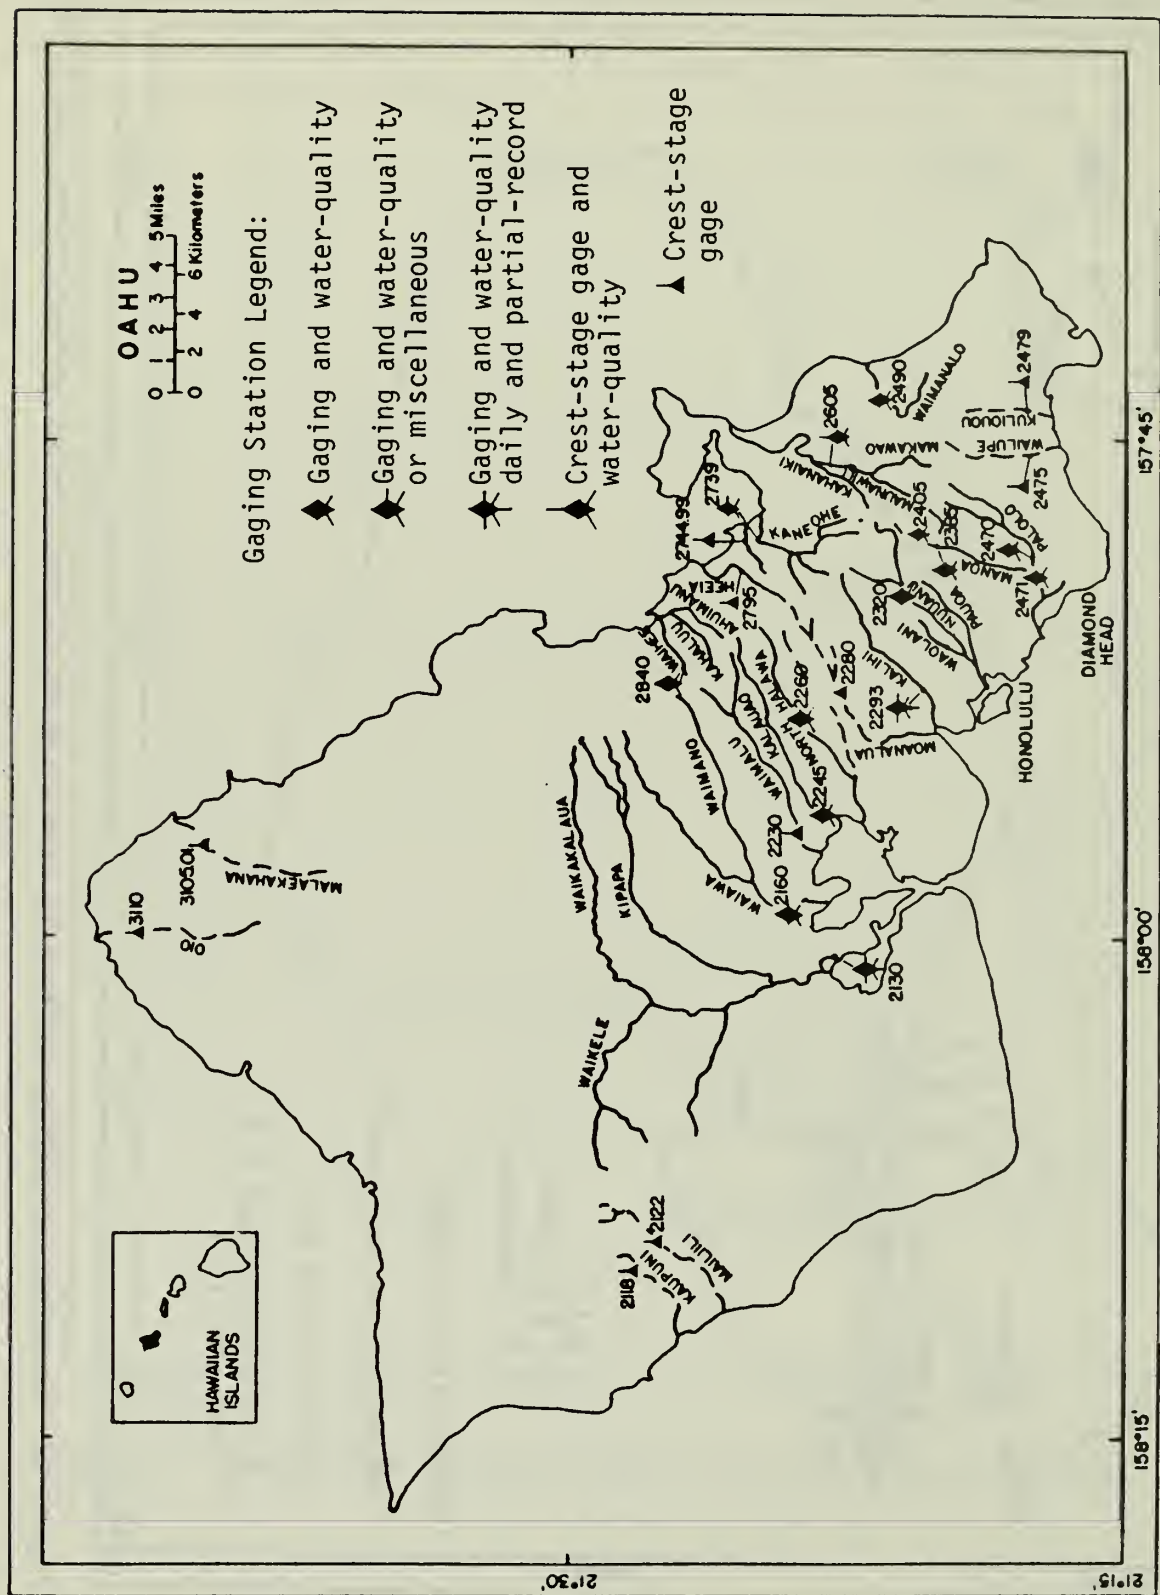 OAHU
0 1 2 3 4 5 Miles
0 2 4 6 Kilometers
Gaging Station Legend:
Gaging and water-quality
Gaging and water-quality
or miscellaneous
Gaging and water-quality
daily and partial-record
Crest-stage gage and
water-quality
Crest-stage
gage
HAWAIIAN
ISLANDS
3110
OIO
3105.01
MALAEKAHANA
WAIKAKALAUA
KIPAPA
WAIKELE
WAIAWA
WAIMANO
2118
KAUPUNI
2122
MAILIILI
2840
WAIHEE
KAHALUU
AHUIMANU
HEEIA
2795
2744.99
2739
KANEOHE
WAIMALU
KALAUAO
NORTH HALAWA
2260
2280
2245
2230
2160
2130
2293
MOANALUA
KALIHI
WAOLANI
NUUANU
PAUOA
2320
2385
2405
MANOA
2470
2471
PALOLO
KAHANAIKI
MAUNAWILI
MAKAWAO
2605
2490
WAIMANALO
2475
WAILUPE
KULIOUOU
2479
HONOLULU
DIAMOND
HEAD
21°30'
21°15'
158°15'
158°00'
157°45'